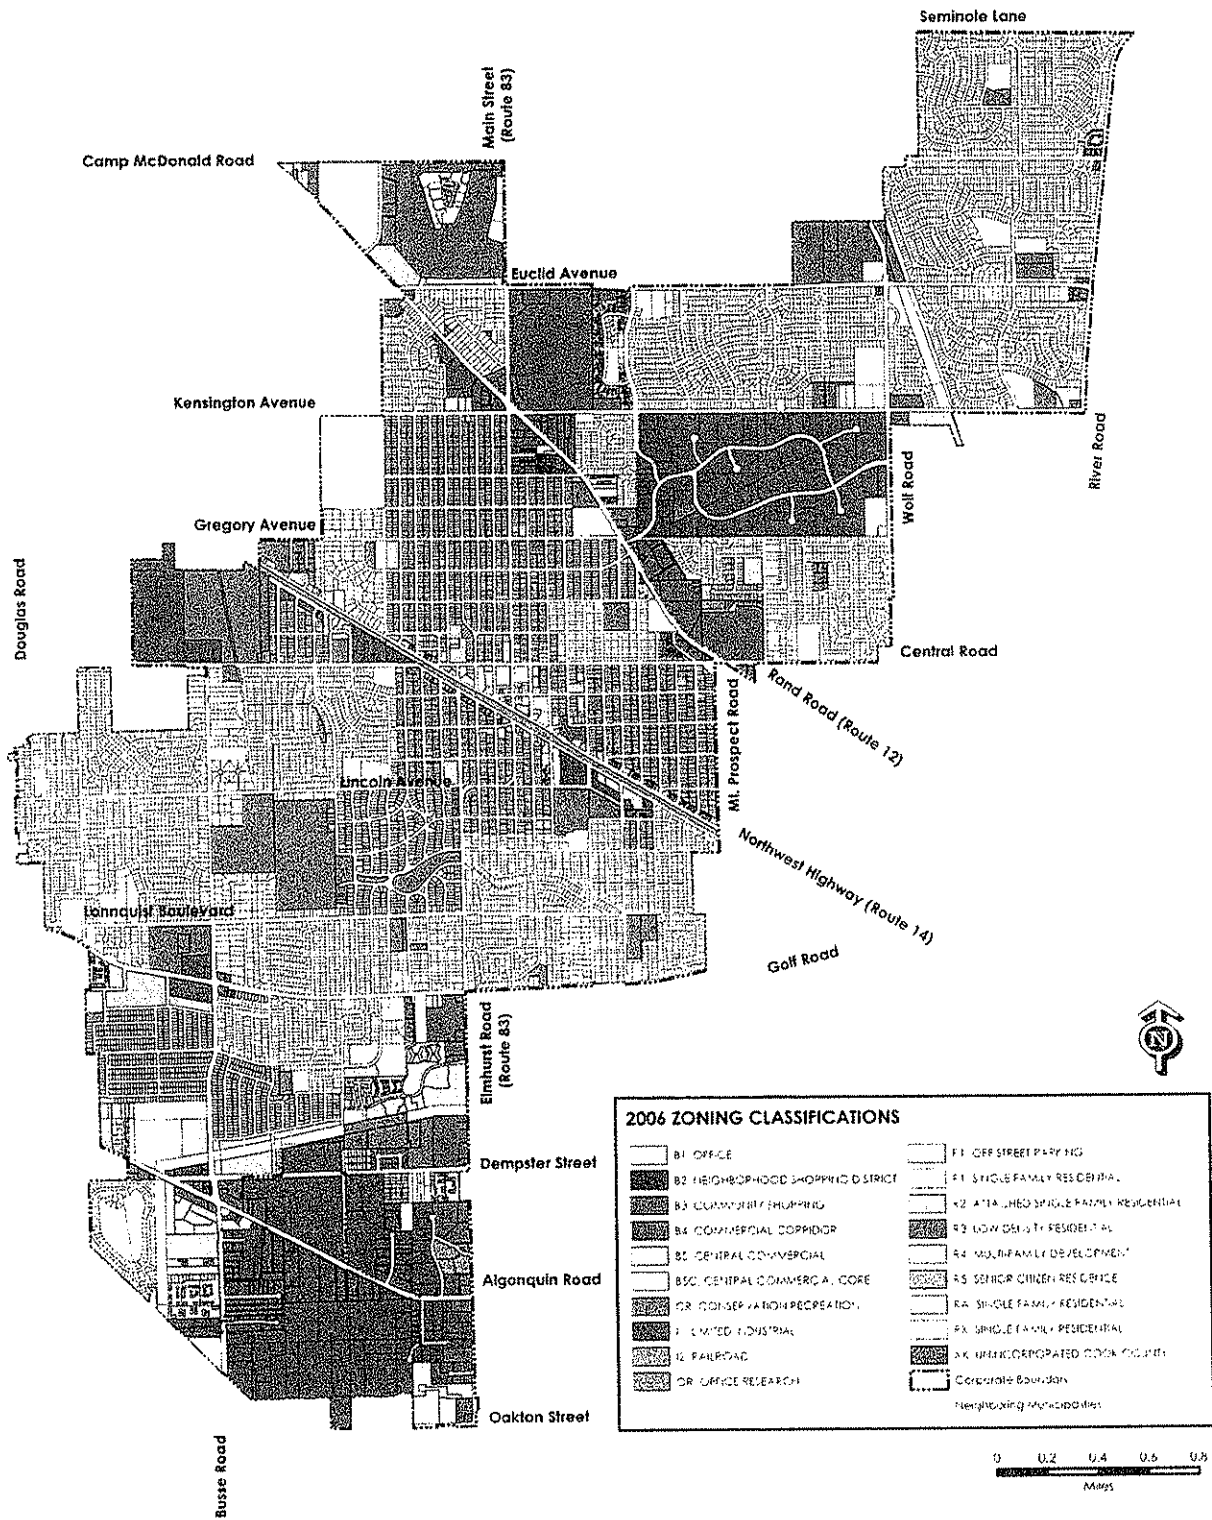 Seminole Lane
Main Street
(Route 83)
Camp McDonald Road
Euclid Avenue
Kensington Avenue
River Road
Wolf Road
Gregory Avenue
Douglas Road
Central Road
Rand Road (Route 12)
Mt. Prospect Road
Lincoln Avenue
Northwest Highway (Route 14)
Lonnquist Boulevard
Golf Road
Elmhurst Road
(Route 83)
N
Dempster Street
Algonquin Road
Oakton Street
Busse Road
2006 ZONING CLASSIFICATIONS
B1 OFFICE
B2 NEIGHBORHOOD SHOPPING DISTRICT
B3 COMMUNITY SHOPPING
B4 COMMERCIAL CORRIDOR
B5 CENTRAL COMMERCIAL
B5C CENTRAL COMMERCIAL CORE
CR CONSERVATION RECREATION
I1 LIMITED INDUSTRIAL
I2 RAILROAD
OR OFFICE RESEARCH
P1 OFF STREET PARKING
R1 SINGLE FAMILY RESIDENTIAL
R2 ATTACHED SINGLE FAMILY RESIDENTIAL
R3 LOW DENSITY RESIDENTIAL
R4 MULTIFAMILY DEVELOPMENT
R5 SENIOR CITIZEN RESIDENCE
RA SINGLE FAMILY RESIDENTIAL
RX SINGLE FAMILY RESIDENTIAL
XX UNINCORPORATED COOK COUNTY
Corporate Boundary
Neighboring Municipalities
0 0.2 0.4 0.6 0.8
Miles